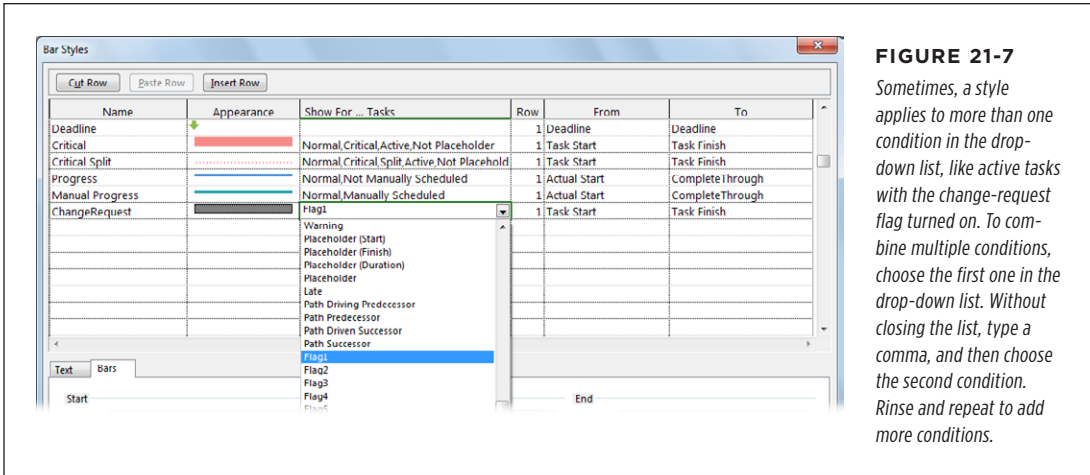 Bar Styles
Cut Row Paste Row Insert Row
Name Appearance Show For ... Tasks Row From To
Deadline 1 Deadline Deadline
Critical Normal,Critical,Active,Not Placeholder 1 Task Start Task Finish
Critical Split Normal,Critical,Split,Active,Not Placehold 1 Task Start Task Finish
Progress Normal,Not Manually Scheduled 1 Actual Start CompleteThrough
Manual Progress Normal,Manually Scheduled 1 Actual Start CompleteThrough
ChangeRequest Flag1 1 Task Start Task Finish
Warning
Placeholder (Start)
Placeholder (Finish)
Placeholder (Duration)
Placeholder
Late
Path Driving Predecessor
Path Predecessor
Path Driven Successor
Path Successor
Flag1
Flag2
Flag3
Flag4
Flag5
Text Bars
Start End
FIGURE 21-7
Sometimes, a style
applies to more than one
condition in the drop-
down list, like active tasks
with the change-request
flag turned on. To com-
bine multiple conditions,
choose the first one in the
drop-down list. Without
closing the list, type a
comma, and then choose
the second condition.
Rinse and repeat to add
more conditions.